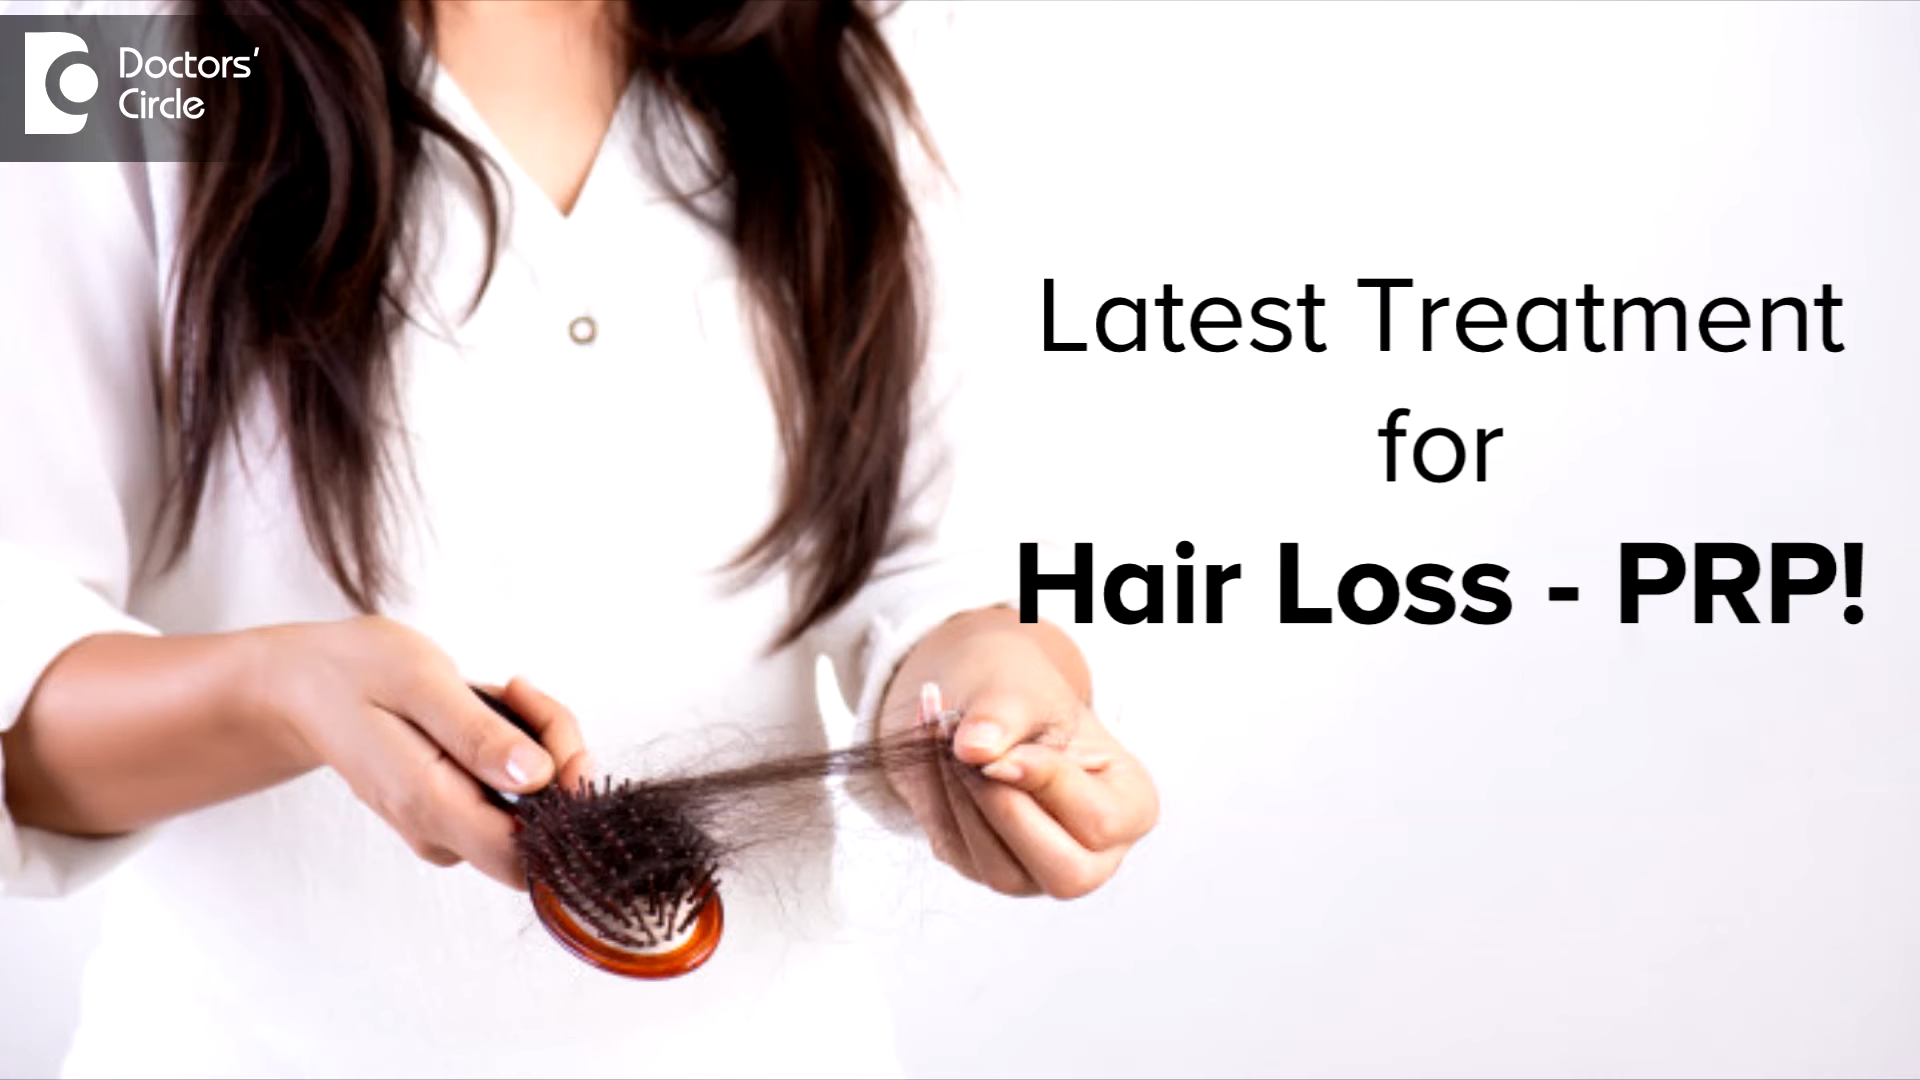 Doctors'
Circle
Latest Treatment
for
Hair Loss - PRP!